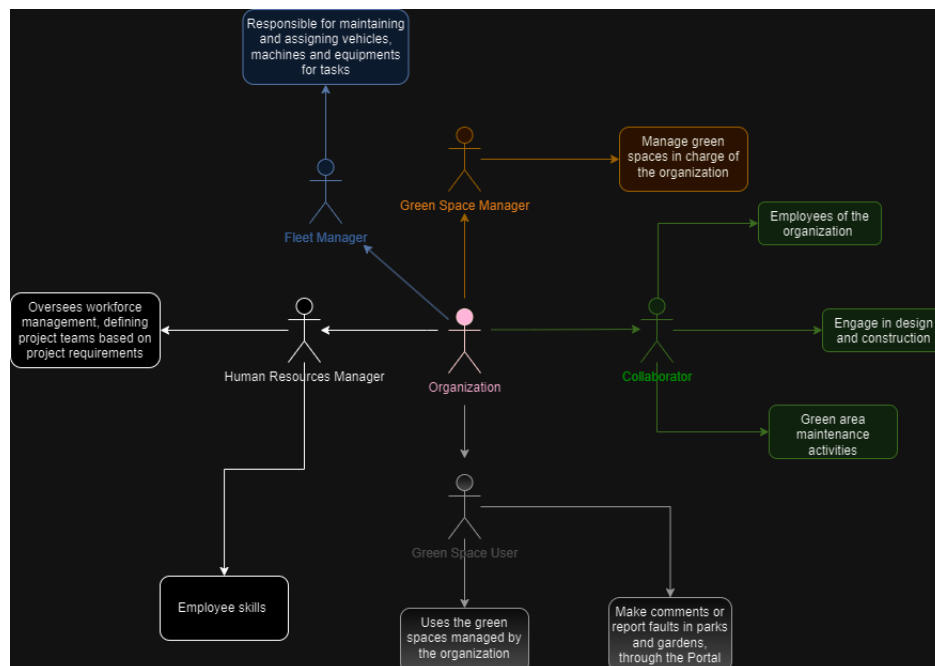 Responsible for maintaining
and assigning vehicles,
machines and equipments
for tasks
Manage green
spaces in charge of
the organization
Green Space Manager
Employees of the
organization
Fleet Manager
Oversees workforce
management, defining
project teams based on
project requirements
Engage in design
and construction
Human Resources Manager
Organization
Collaborator
Green area
maintenance
activities
Green Space User
Employee skills
Uses the green
spaces managed by
the organization
Make comments or
report faults in parks
and gardens,
through the Portal